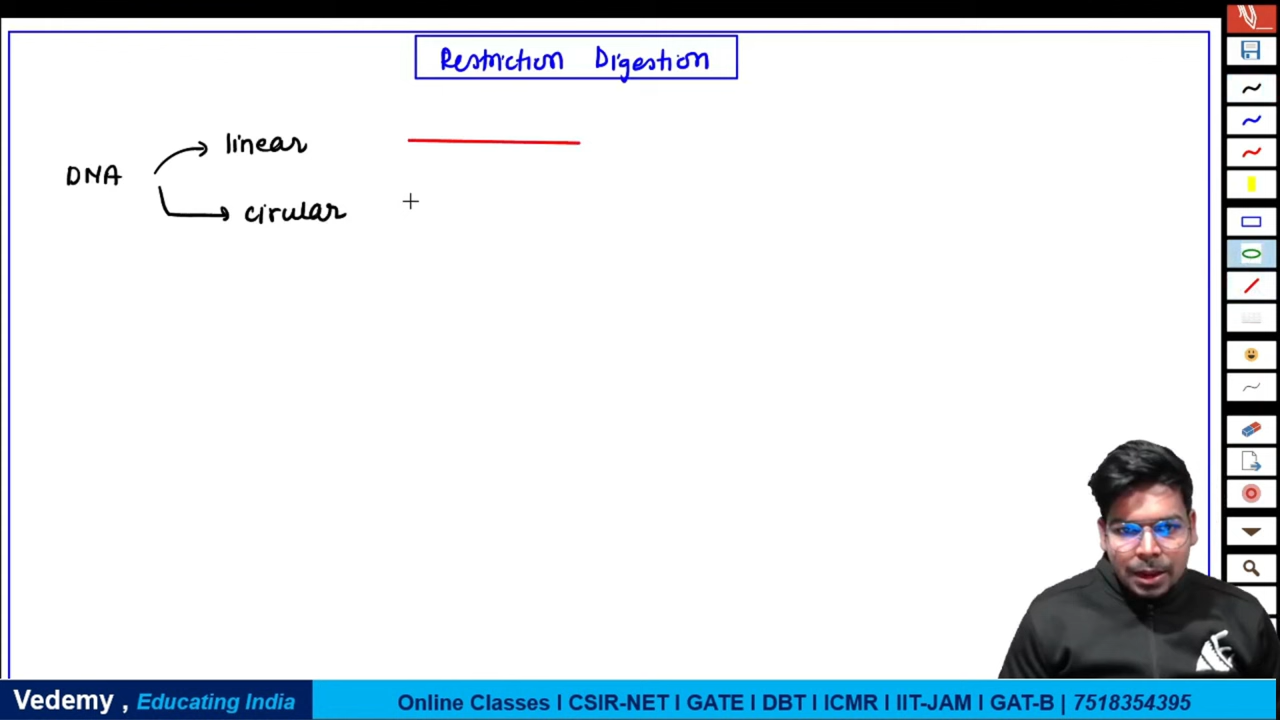 Restriction Digestion
linear
DNA
cirular
Vedemy , Educating India
Online Classes I CSIR-NET I GATE I DBT I ICMR I IIT-JAM I GAT-B | 7518354395